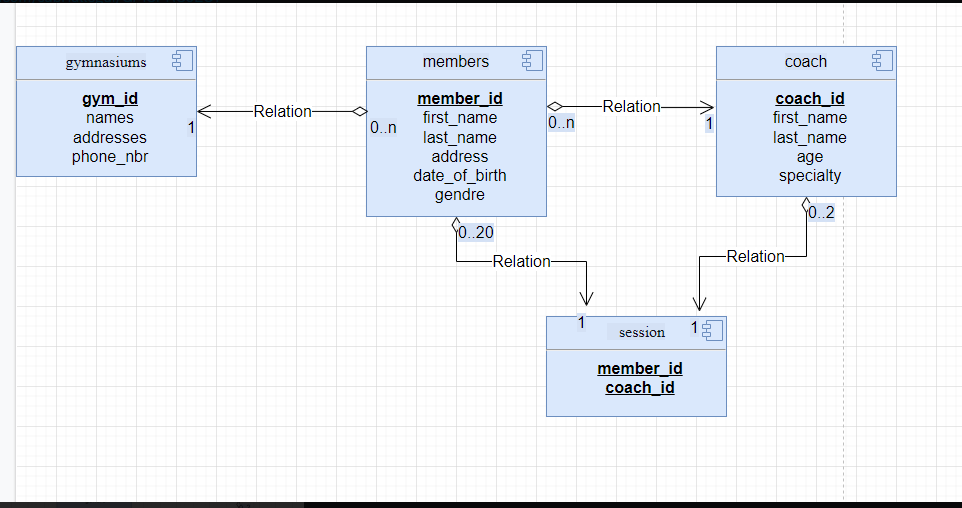 gymnasiums
gym_id
names
addresses
phone_nbr
1
Relation
0..n
members
member_id
first_name
last_name
address
date_of_birth
gendre
0..n
Relation
1
coach
coach_id
first_name
last_name
age
specialty
0..20
Relation
1
0..2
Relation
1
session
member_id
coach_id